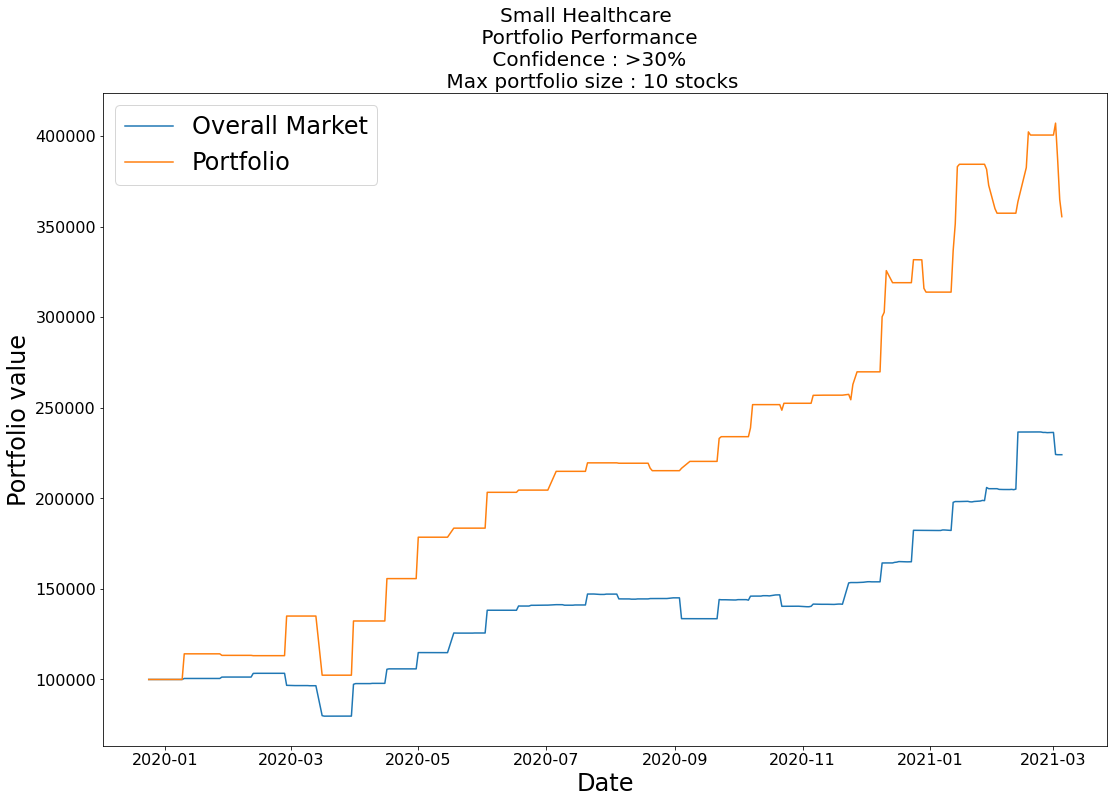 Small Healthcare
Portfolio Performance
Confidence : >30%
Max portfolio size : 10 stocks
Overall Market
Portfolio
Portfolio value
400000
350000
300000
250000
200000
150000
100000
2020-01
2020-03
2020-05
2020-07
2020-09
2020-11
2021-01
2021-03
Date